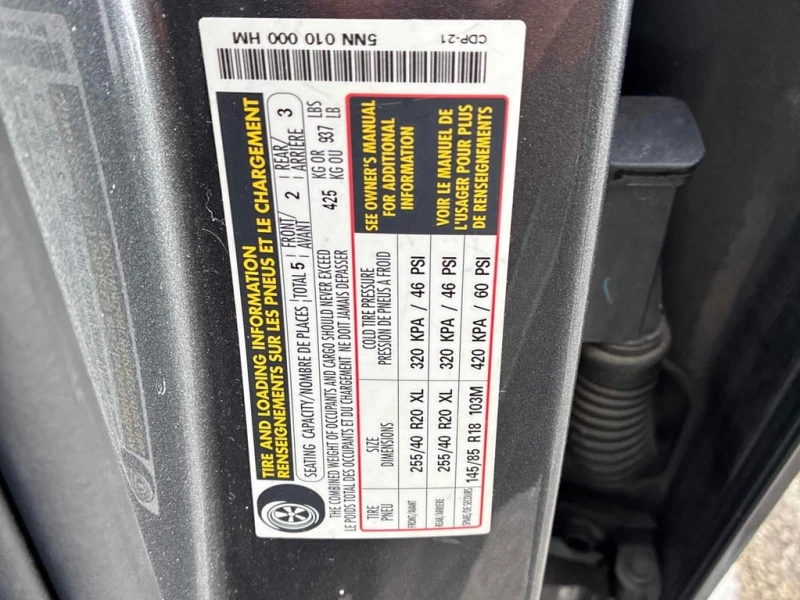 5NN 010 000 HM
CDP-21
TIRE AND LOADING INFORMATION
RENSEIGNEMENTS SUR LES PNEUS ET LE CHARGEMENT
SEATING CAPACITY/NOMBRE DE PLACES TOTAL 5 FRONT/AVANT 2 REAR/ARRIÈRE 3
THE COMBINED WEIGHT OF OCCUPANTS AND CARGO SHOULD NEVER EXCEED 425 KG OR 937 LBS
LE POIDS TOTAL DES OCCUPANTS ET DU CHARGEMENT NE DOIT JAMAIS DEPASSER KG OU LB
TIRE
PNEU
SIZE
DIMENSIONS
COLD TIRE PRESSURE
PRESSION DE PNEUS A FROID
FRONT/AVANT 255/40 R20 XL 320 KPA / 46 PSI
REAR/ARRIERE 255/40 R20 XL 320 KPA / 46 PSI
SPARE/DE SECOURS 145/85 R18 103M 420 KPA / 60 PSI
SEE OWNER'S MANUAL
FOR ADDITIONAL
INFORMATION
VOIR LE MANUEL DE
L'USAGER POUR PLUS
DE RENSEIGNEMENTS